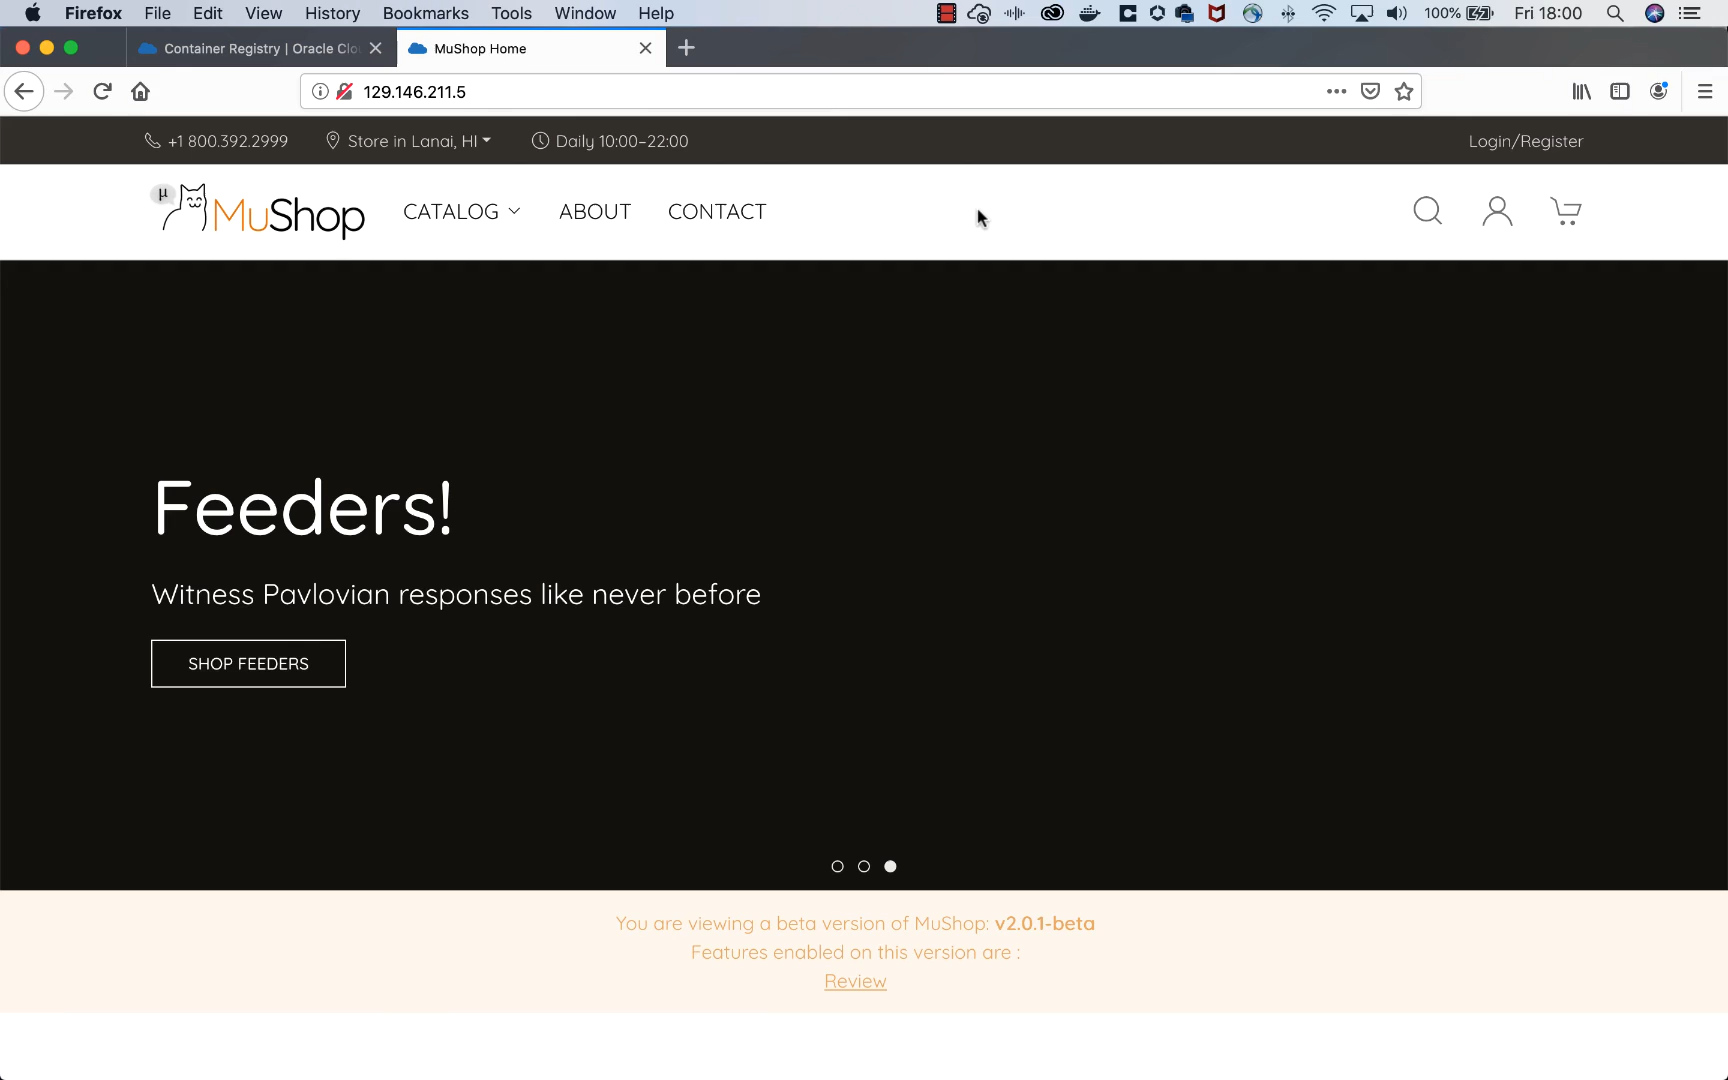 Firefox File Edit View History Bookmarks Tools Window Help 100% Fri 18:00
Container Registry | Oracle Clo MuShop Home
129.146.211.5
+1 800.392.2999 Store in Lanai, HI Daily 10:00–22:00 Login/Register
µ MuShop CATALOG ABOUT CONTACT
Feeders!
Witness Pavlovian responses like never before
SHOP FEEDERS
You are viewing a beta version of MuShop: v2.0.1-beta
Features enabled on this version are :
Review